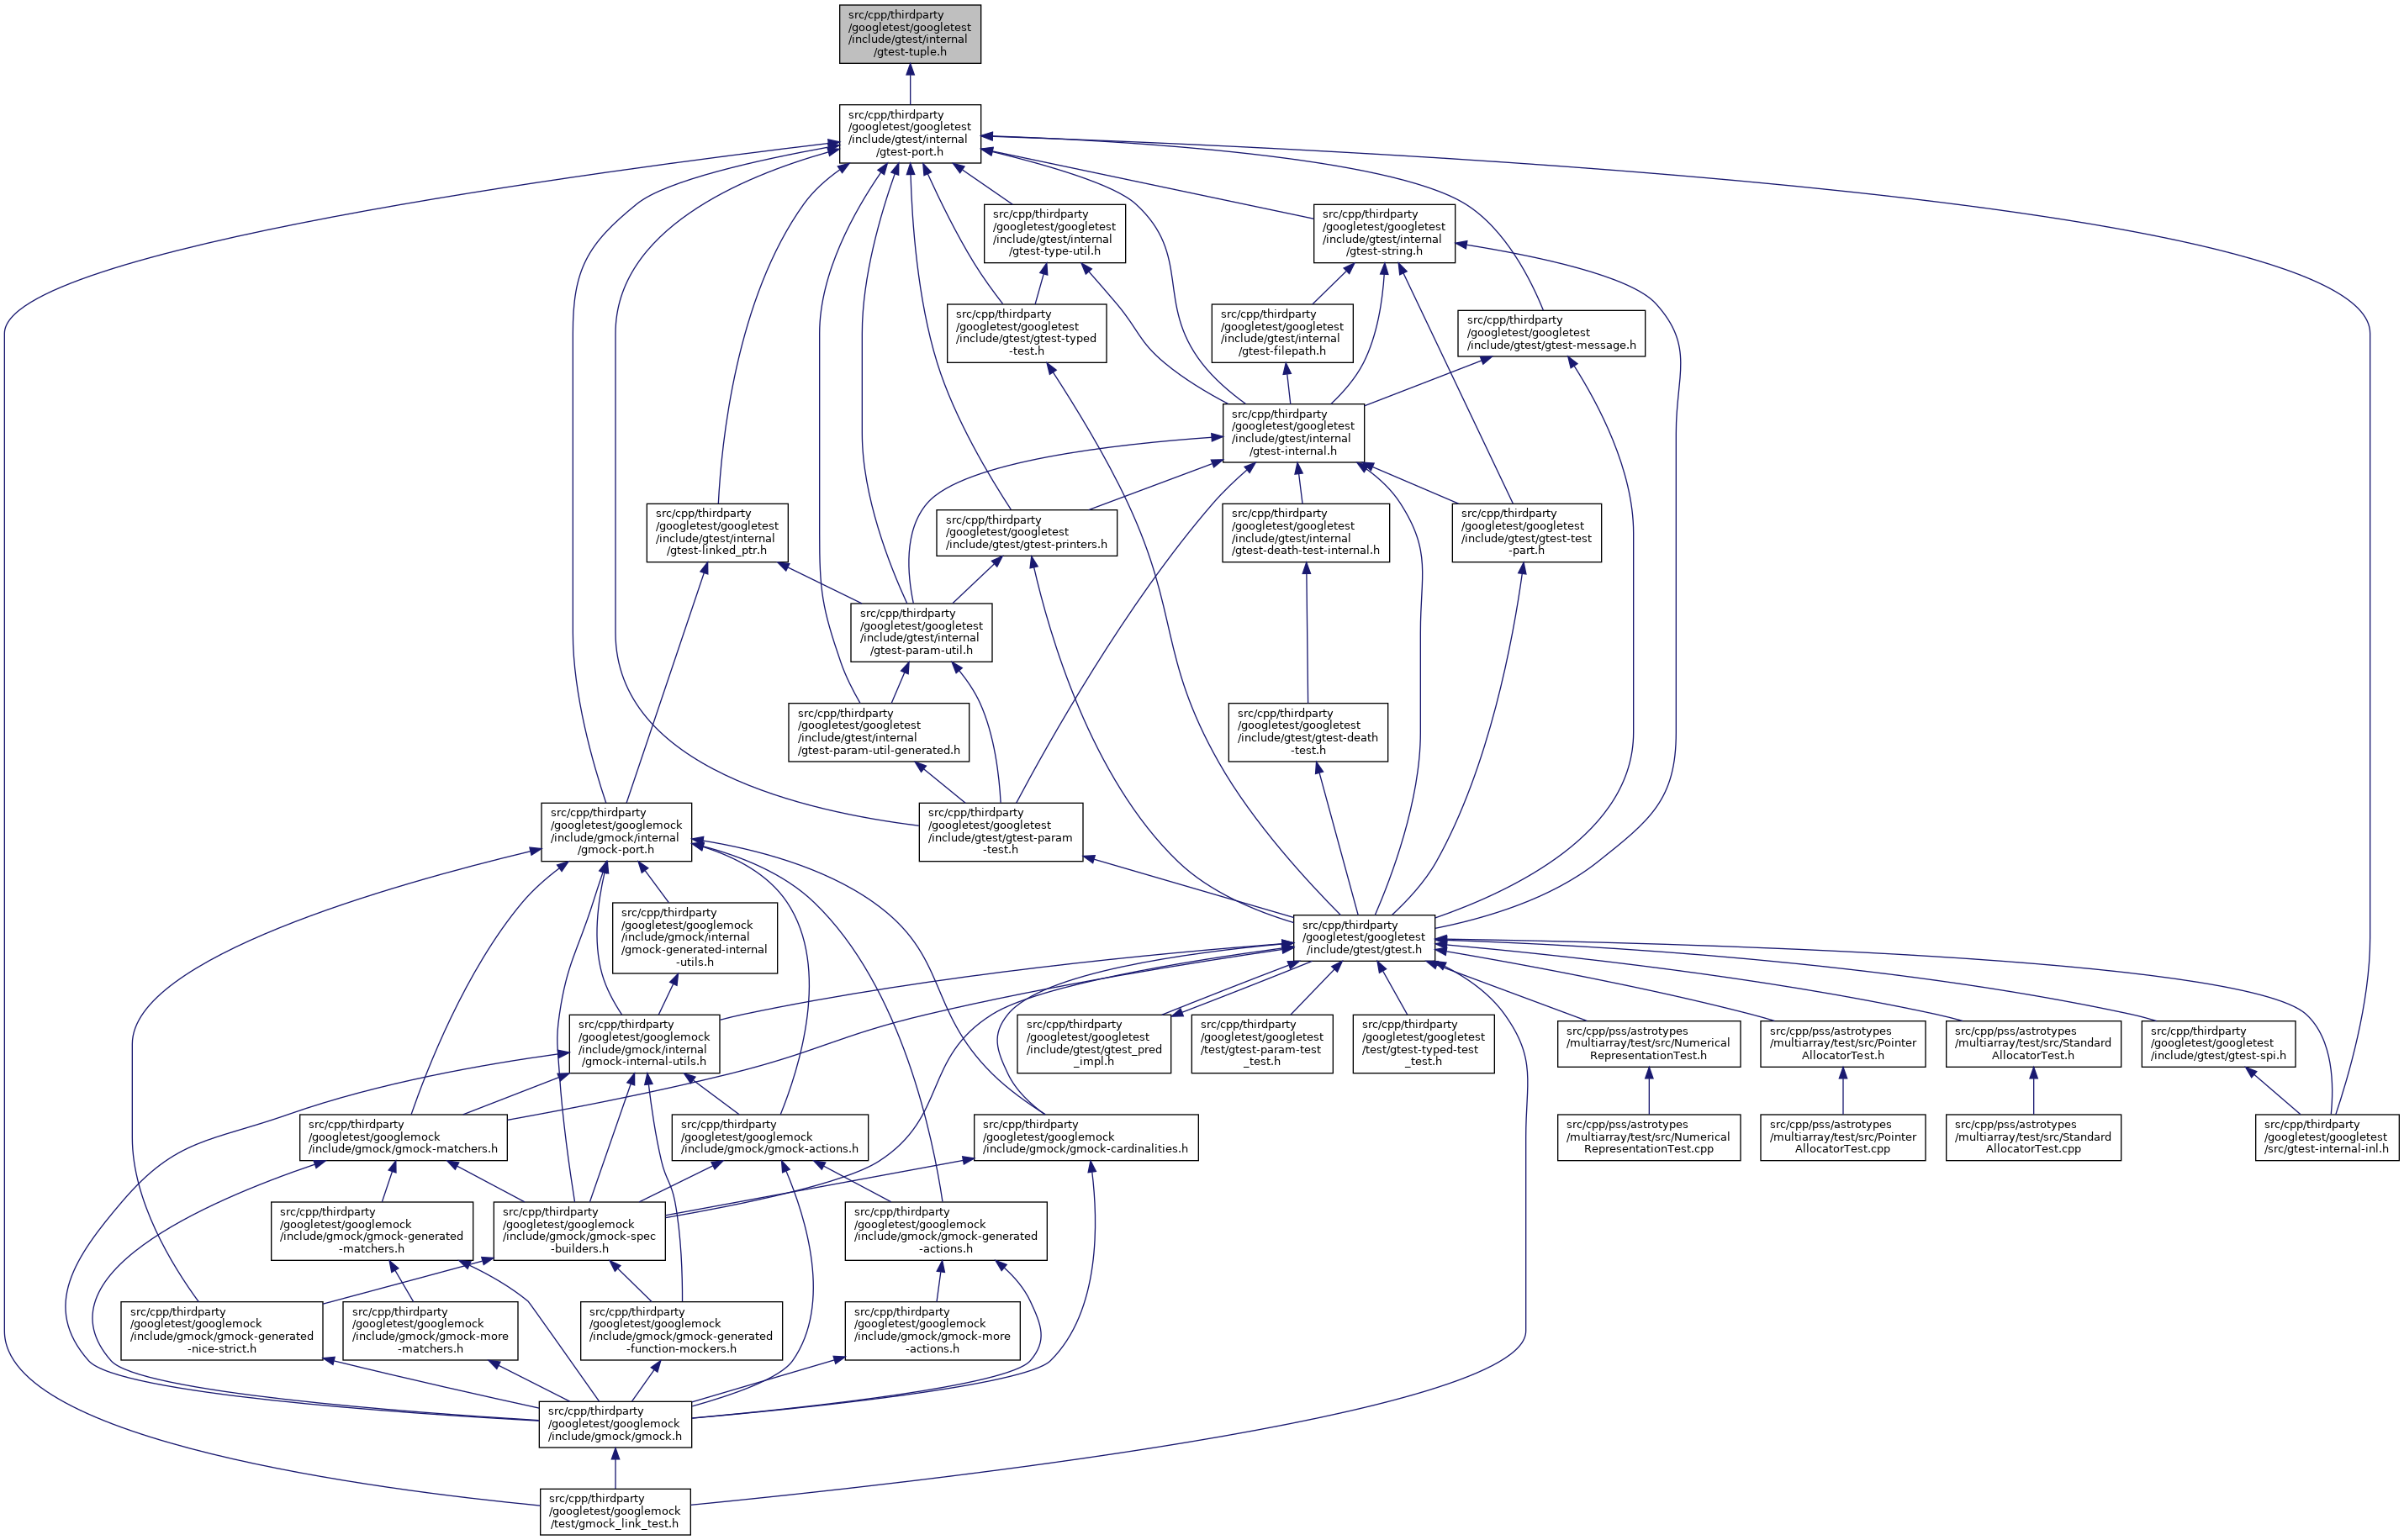 src/cpp/thirdparty
/googletest/googletest
/include/gtest/internal
/gtest-tuple.h
src/cpp/thirdparty
/googletest/googletest
/include/gtest/internal
/gtest-port.h
src/cpp/thirdparty
/googletest/googletest
/include/gtest/internal
/gtest-type-util.h
src/cpp/thirdparty
/googletest/googletest
/include/gtest/internal
/gtest-string.h
src/cpp/thirdparty
/googletest/googletest
/include/gtest/gtest-typed
-test.h
src/cpp/thirdparty
/googletest/googletest
/include/gtest/internal
/gtest-filepath.h
src/cpp/thirdparty
/googletest/googletest
/include/gtest/gtest-message.h
src/cpp/thirdparty
/googletest/googletest
/include/gtest/internal
/gtest-internal.h
src/cpp/thirdparty
/googletest/googletest
/include/gtest/internal
/gtest-linked_ptr.h
src/cpp/thirdparty
/googletest/googletest
/include/gtest/gtest-printers.h
src/cpp/thirdparty
/googletest/googletest
/include/gtest/internal
/gtest-death-test-internal.h
src/cpp/thirdparty
/googletest/googletest
/include/gtest/gtest-test
-part.h
src/cpp/thirdparty
/googletest/googletest
/include/gtest/internal
/gtest-param-util.h
src/cpp/thirdparty
/googletest/googletest
/include/gtest/internal
/gtest-param-util-generated.h
src/cpp/thirdparty
/googletest/googletest
/include/gtest/gtest-death
-test.h
src/cpp/thirdparty
/googletest/googlemock
/include/gmock/internal
/gmock-port.h
src/cpp/thirdparty
/googletest/googletest
/include/gtest/gtest-param
-test.h
src/cpp/thirdparty
/googletest/googlemock
/include/gmock/internal
/gmock-generated-internal
-utils.h
src/cpp/thirdparty
/googletest/googletest
/include/gtest/gtest.h
src/cpp/thirdparty
/googletest/googlemock
/include/gmock/internal
/gmock-internal-utils.h
src/cpp/thirdparty
/googletest/googletest
/include/gtest/gtest_pred
_impl.h
src/cpp/thirdparty
/googletest/googletest
/test/gtest-param-test
_test.h
src/cpp/thirdparty
/googletest/googletest
/test/gtest-typed-test
_test.h
src/cpp/pss/astrotypes
/multiarray/test/src/Numerical
RepresentationTest.h
src/cpp/pss/astrotypes
/multiarray/test/src/Pointer
AllocatorTest.h
src/cpp/pss/astrotypes
/multiarray/test/src/Standard
AllocatorTest.h
src/cpp/thirdparty
/googletest/googletest
/include/gtest/gtest-spi.h
src/cpp/thirdparty
/googletest/googlemock
/include/gmock/gmock-matchers.h
src/cpp/thirdparty
/googletest/googlemock
/include/gmock/gmock-actions.h
src/cpp/thirdparty
/googletest/googlemock
/include/gmock/gmock-cardinalities.h
src/cpp/pss/astrotypes
/multiarray/test/src/Numerical
RepresentationTest.cpp
src/cpp/pss/astrotypes
/multiarray/test/src/Pointer
AllocatorTest.cpp
src/cpp/pss/astrotypes
/multiarray/test/src/Standard
AllocatorTest.cpp
src/cpp/thirdparty
/googletest/googletest
/src/gtest-internal-inl.h
src/cpp/thirdparty
/googletest/googlemock
/include/gmock/gmock-generated
-matchers.h
src/cpp/thirdparty
/googletest/googlemock
/include/gmock/gmock-spec
-builders.h
src/cpp/thirdparty
/googletest/googlemock
/include/gmock/gmock-generated
-actions.h
src/cpp/thirdparty
/googletest/googlemock
/include/gmock/gmock-generated
-nice-strict.h
src/cpp/thirdparty
/googletest/googlemock
/include/gmock/gmock-more
-matchers.h
src/cpp/thirdparty
/googletest/googlemock
/include/gmock/gmock-generated
-function-mockers.h
src/cpp/thirdparty
/googletest/googlemock
/include/gmock/gmock-more
-actions.h
src/cpp/thirdparty
/googletest/googlemock
/include/gmock/gmock.h
src/cpp/thirdparty
/googletest/googlemock
/test/gmock_link_test.h